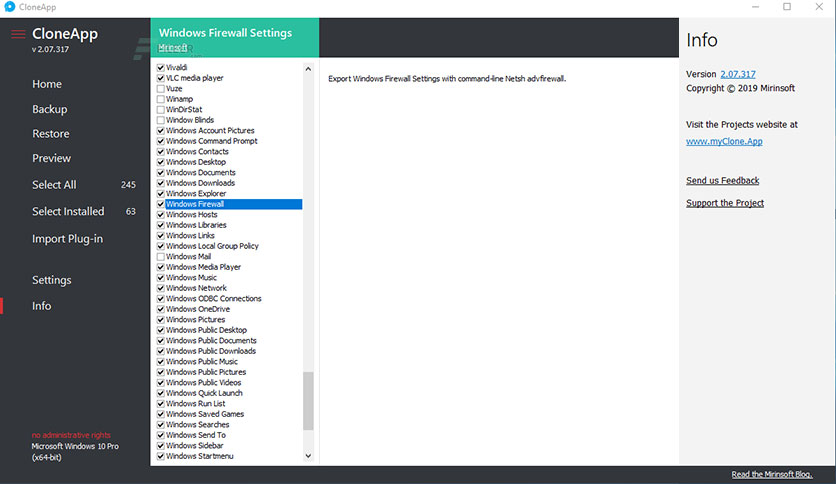 CloneApp
CloneApp
v 2.07.317
Home
Backup
Restore
Preview
Select All 245
Select Installed 63
Import Plug-in
Settings
Info
no administrative rights
Microsoft Windows 10 Pro
(x64-bit)
Windows Firewall Settings
Mirinsoft
Vivaldi
VLC media player
Vuze
Winamp
WinDirStat
Window Blinds
Windows Account Pictures
Windows Command Prompt
Windows Contacts
Windows Desktop
Windows Documents
Windows Downloads
Windows Explorer
Windows Firewall
Windows Hosts
Windows Libraries
Windows Links
Windows Local Group Policy
Windows Mail
Windows Media Player
Windows Music
Windows Network
Windows ODBC Connections
Windows OneDrive
Windows Pictures
Windows Public Desktop
Windows Public Documents
Windows Public Downloads
Windows Public Music
Windows Public Pictures
Windows Public Videos
Windows Quick Launch
Windows Run List
Windows Saved Games
Windows Searches
Windows Send To
Windows Sidebar
Windows Startmenu
Export Windows Firewall Settings with command-line Netsh advfirewall.
Info
Version 2.07.317
Copyright © 2019 Mirinsoft
Visit the Projects website at
www.myClone.App
Send us Feedback
Support the Project
Read the Mirinsoft Blog.